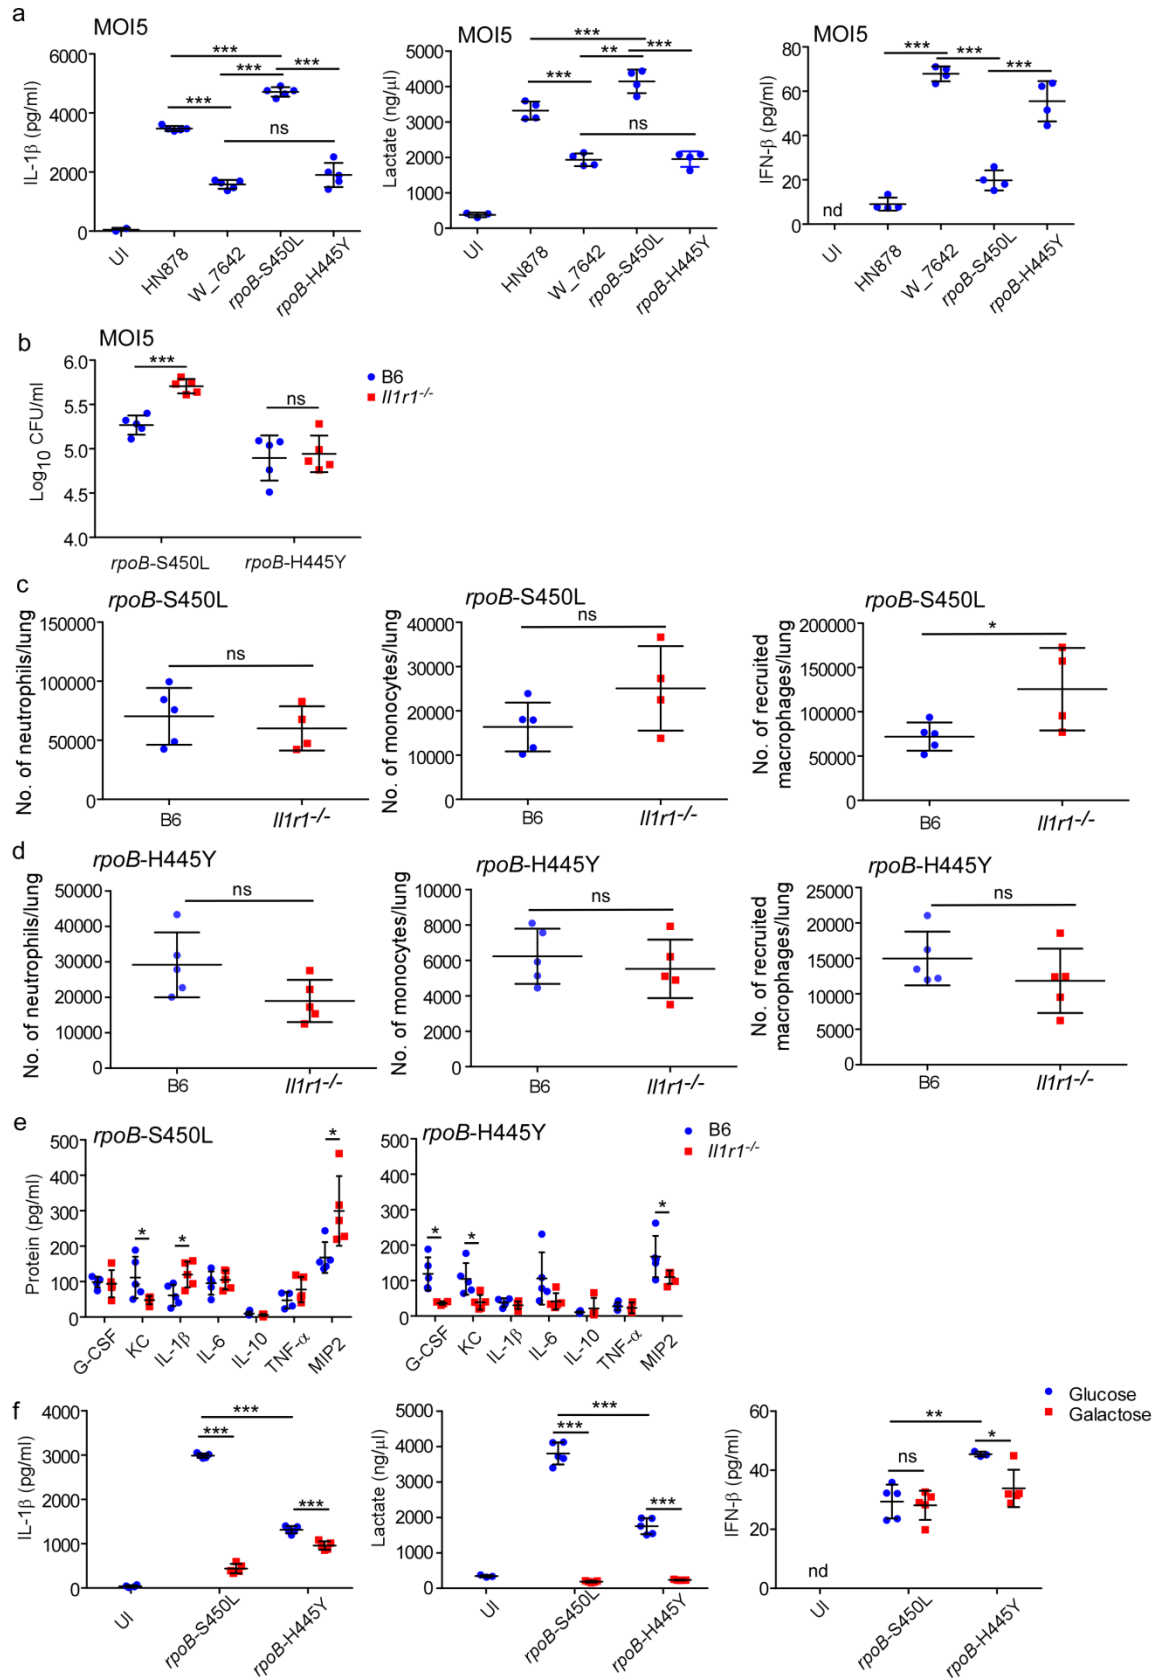 a
MOI5
IL-1β (pg/ml)
6000
4000
2000
0
***
***
***
***
ns
UI
HN878
W_7642
rpoB-S450L
rpoB-H445Y
MOI5
Lactate (ng/μl)
5000
4000
3000
2000
1000
0
***
**
***
***
ns
UI
HN878
W_7642
rpoB-S450L
rpoB-H445Y
MOI5
IFN-β (pg/ml)
80
60
40
20
0
***
***
***
nd
UI
HN878
W_7642
rpoB-S450L
rpoB-H445Y
b
MOI5
Log10 CFU/ml
6.0
5.5
5.0
4.5
4.0
***
ns
rpoB-S450L
rpoB-H445Y
B6
Il1r1-/-
c
rpoB-S450L
No. of neutrophils/lung
150000
100000
50000
0
ns
B6
Il1r1-/-
rpoB-S450L
No. of monocytes/lung
40000
30000
20000
10000
0
ns
B6
Il1r1-/-
rpoB-S450L
No. of recruited
macrophages/lung
200000
150000
100000
50000
0
*
B6
Il1r1-/-
d
rpoB-H445Y
No. of neutrophils/lung
50000
40000
30000
20000
10000
0
ns
B6
Il1r1-/-
rpoB-H445Y
No. of monocytes/lung
10000
8000
6000
4000
2000
0
ns
B6
Il1r1-/-
rpoB-H445Y
No. of recruited
macrophages/lung
25000
20000
15000
10000
5000
0
ns
B6
Il1r1-/-
e
rpoB-S450L
Protein (pg/ml)
500
400
300
200
100
0
*
*
*
G-CSF
KC
IL-1β
IL-6
IL-10
TNF-α
MIP2
rpoB-H445Y
500
400
300
200
100
0
*
*
*
G-CSF
KC
IL-1β
IL-6
IL-10
TNF-α
MIP2
B6
Il1r1-/-
f
IL-1β (pg/ml)
4000
3000
2000
1000
0
***
***
***
UI
rpoB-S450L
rpoB-H445Y
Lactate (ng/μl)
5000
4000
3000
2000
1000
0
***
***
***
UI
rpoB-S450L
rpoB-H445Y
IFN-β (pg/ml)
60
40
20
0
**
*
ns
nd
UI
rpoB-S450L
rpoB-H445Y
Glucose
Galactose